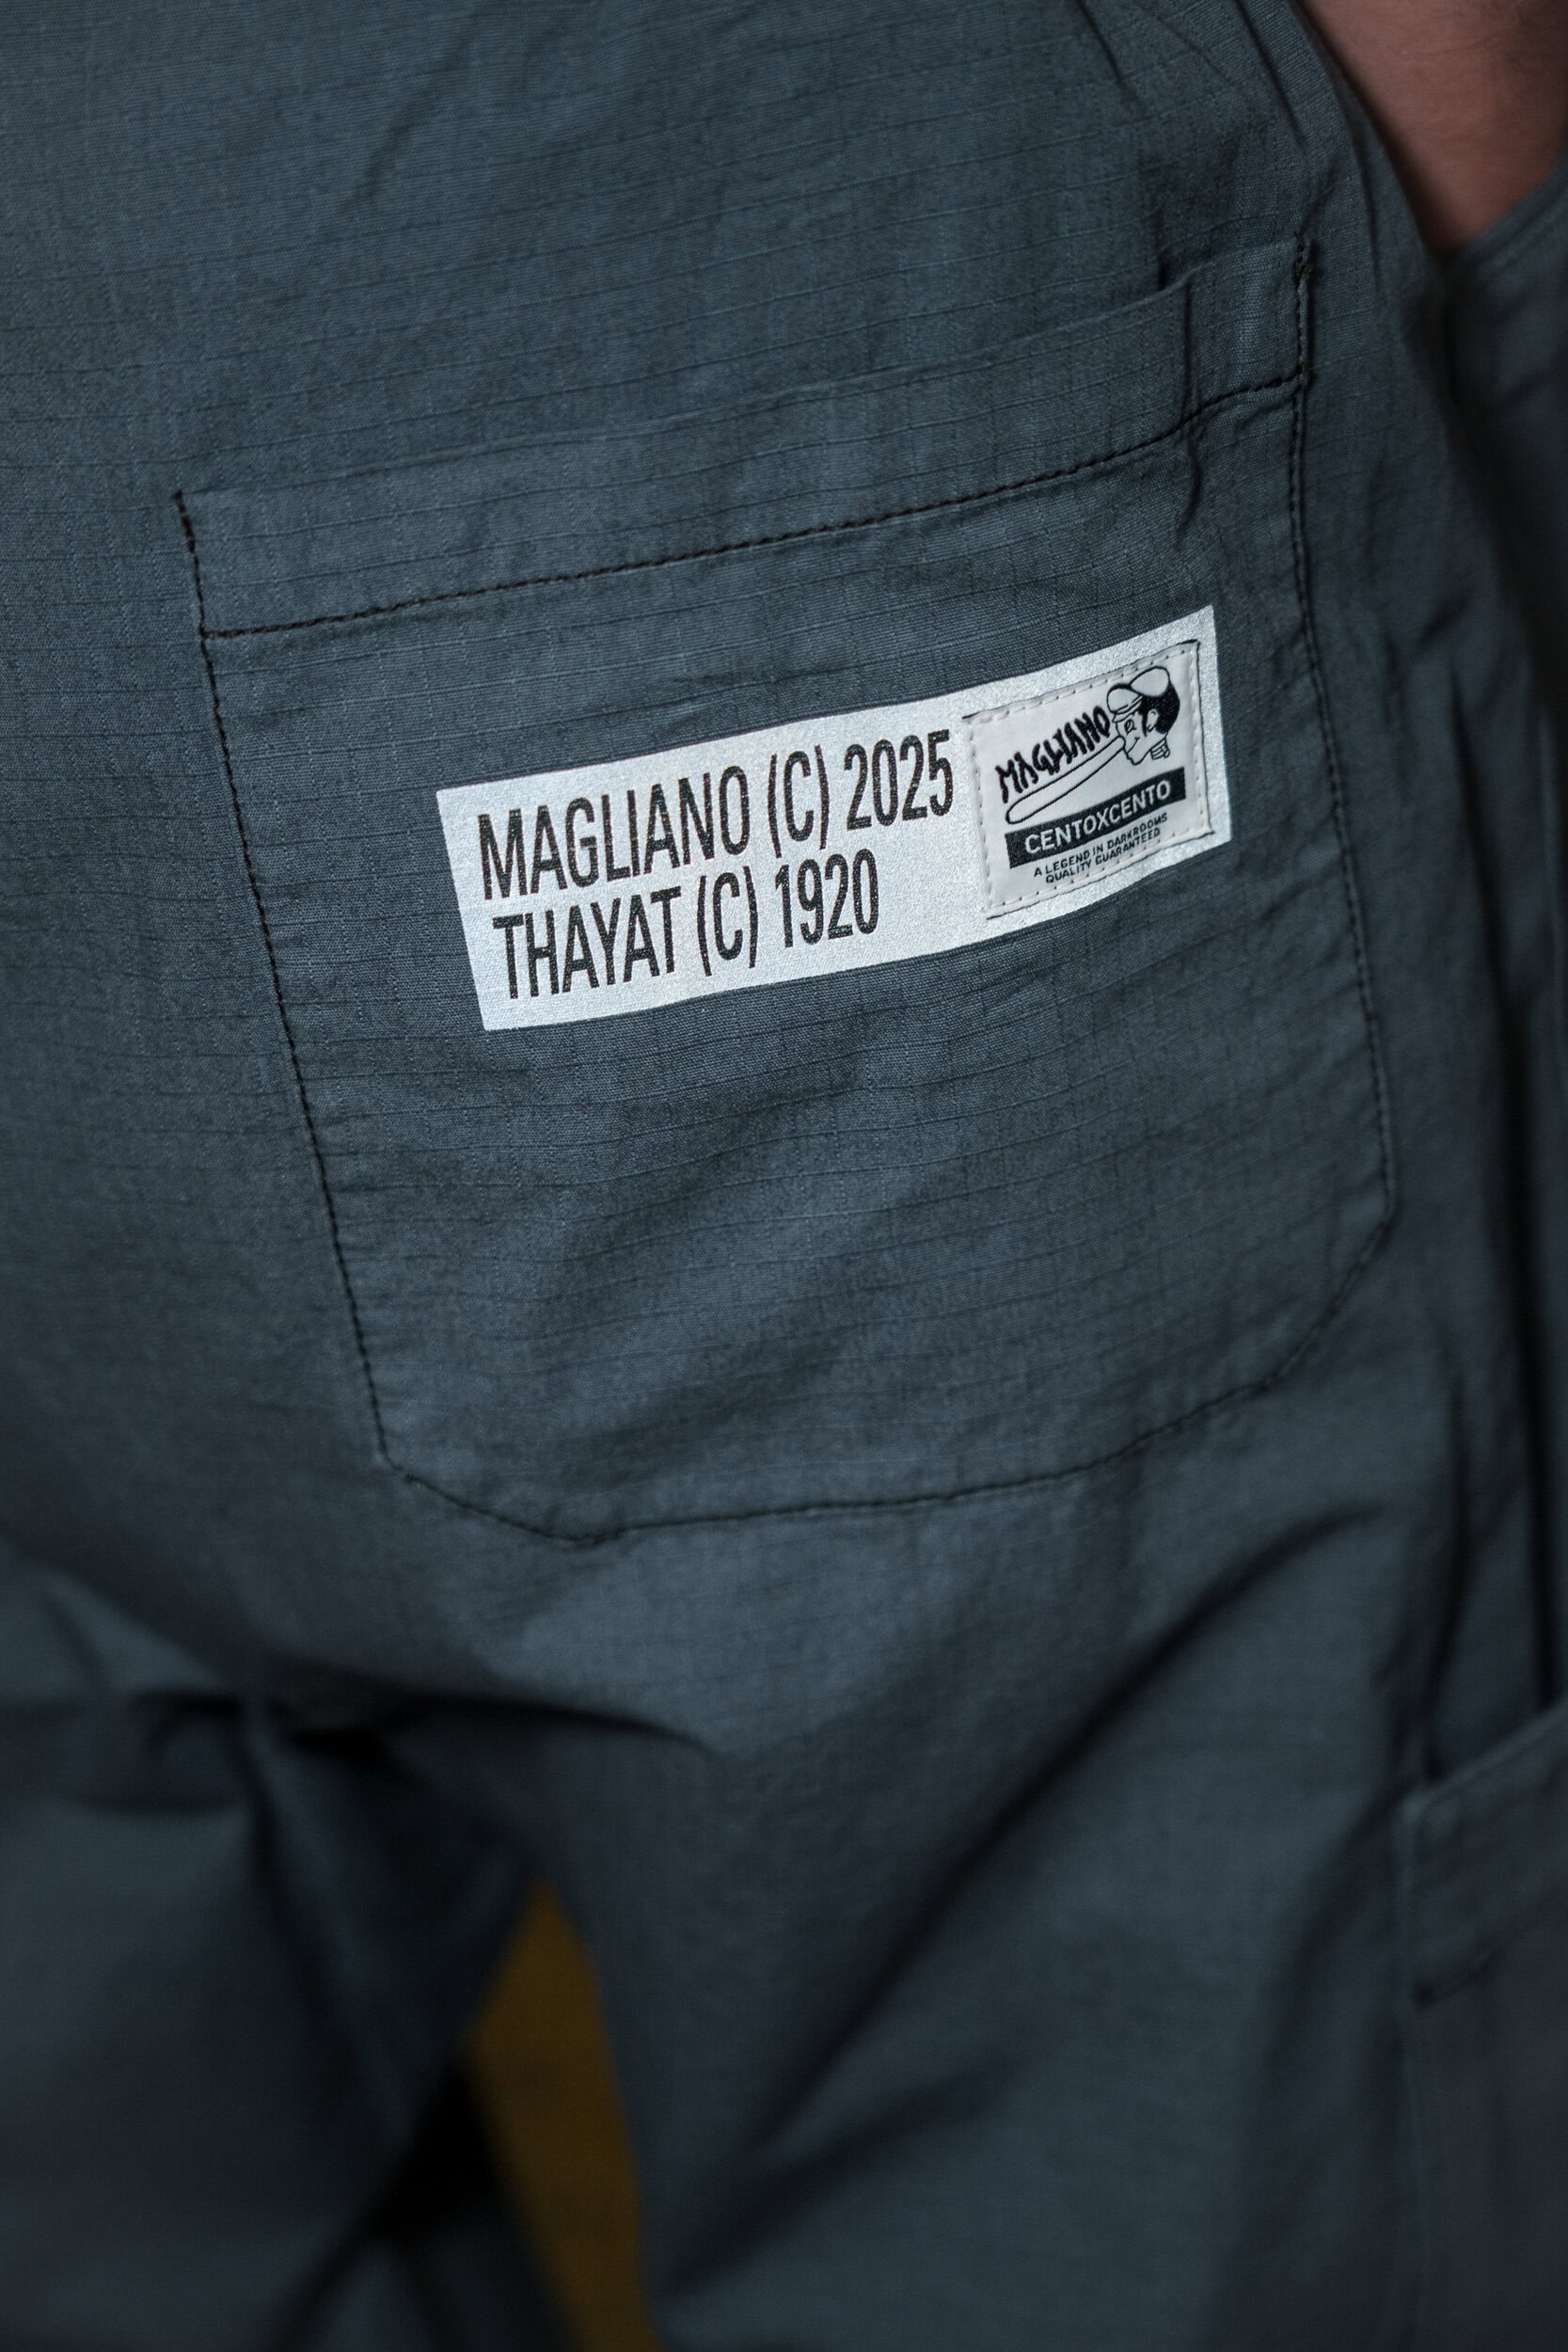 MAGLIANO (C) 2025
THAYAT (C) 1920
MAGLIANO
CENTOXCENTO
A LEGEND IN DARKROOMS
QUALITY GUARANTEED